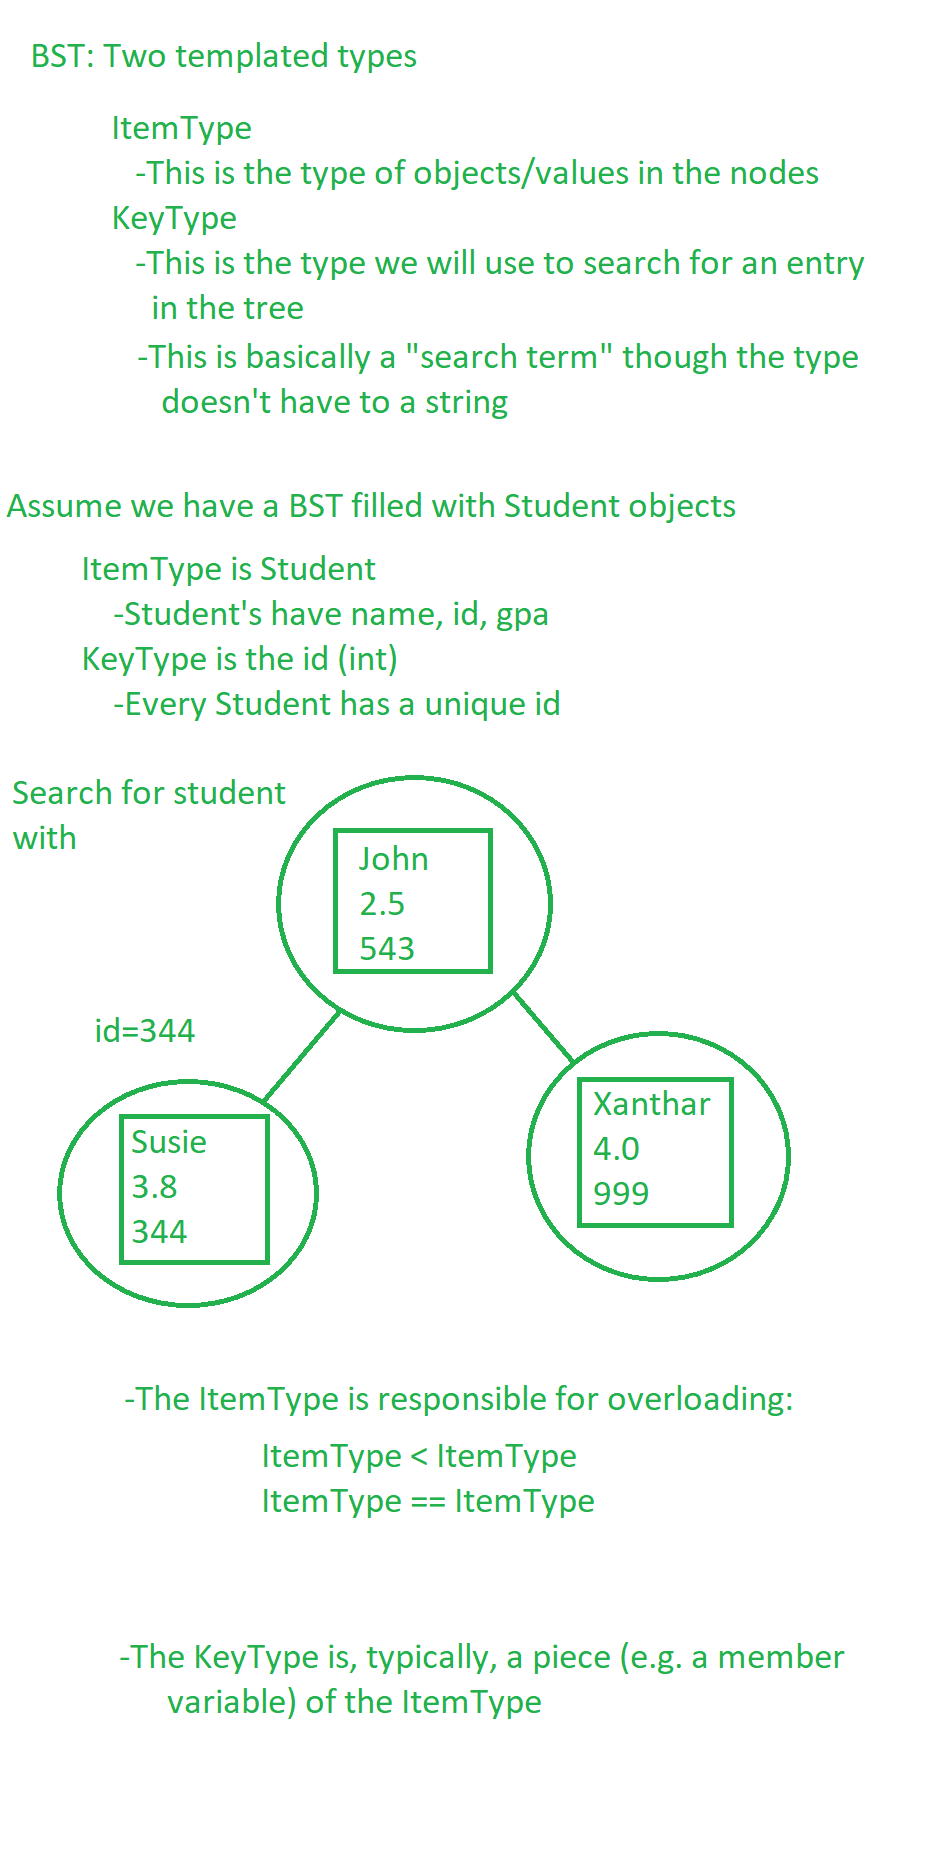 BST: Two templated types
ItemType
-This is the type of objects/values in the nodes
KeyType
-This is the type we will use to search for an entry
in the tree
-This is basically a "search term" though the type
doesn't have to a string
Assume we have a BST filled with Student objects
ItemType is Student
-Student's have name, id, gpa
KeyType is the id (int)
-Every Student has a unique id
Search for student
with
John
2.5
543
id=344
Susie
3.8
344
Xanthar
4.0
999
-The ItemType is responsible for overloading:
ItemType < ItemType
ItemType == ItemType
-The KeyType is, typically, a piece (e.g. a member
variable) of the ItemType